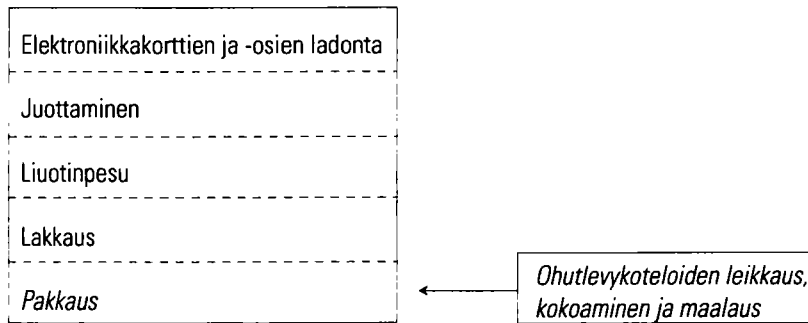 Elektroniikkakorttien ja -osien ladonta
Juottaminen
Liuotinpesu
Lakkaus
Pakkaus
Ohutlevykoteloiden leikkaus,
kokoaminen ja maalaus